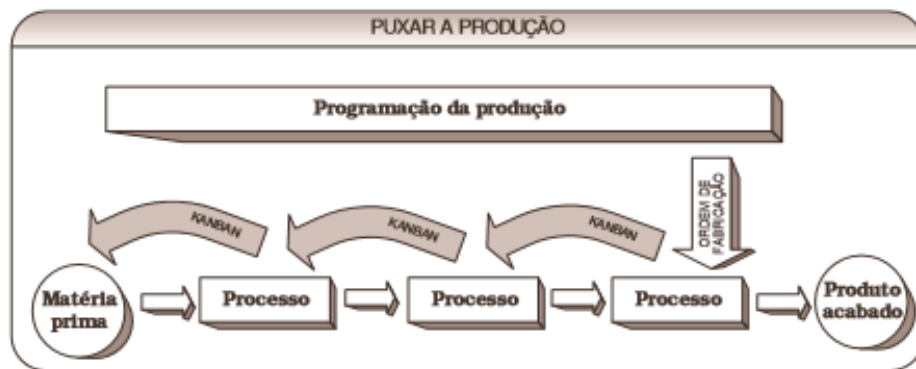 PUXAR A PRODUÇÃO
Programação da produção
ORDEM DE
FABRICAÇÃO
KANBAN
KANBAN
KANBAN
Matéria
prima
Processo
Processo
Processo
Produto
acabado